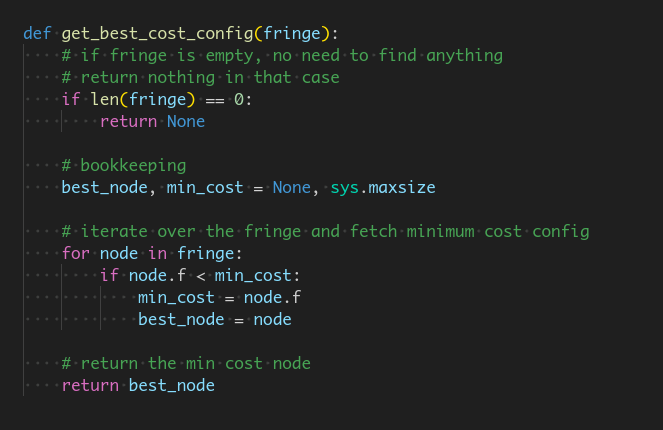 def get_best_cost_config(fringe):
    # if fringe is empty, no need to find anything
    # return nothing in that case
    if len(fringe) == 0:
        return None

    # bookkeeping
    best_node, min_cost = None, sys.maxsize

    # iterate over the fringe and fetch minimum cost config
    for node in fringe:
        if node.f < min_cost:
            min_cost = node.f
            best_node = node

    # return the min cost node
    return best_node